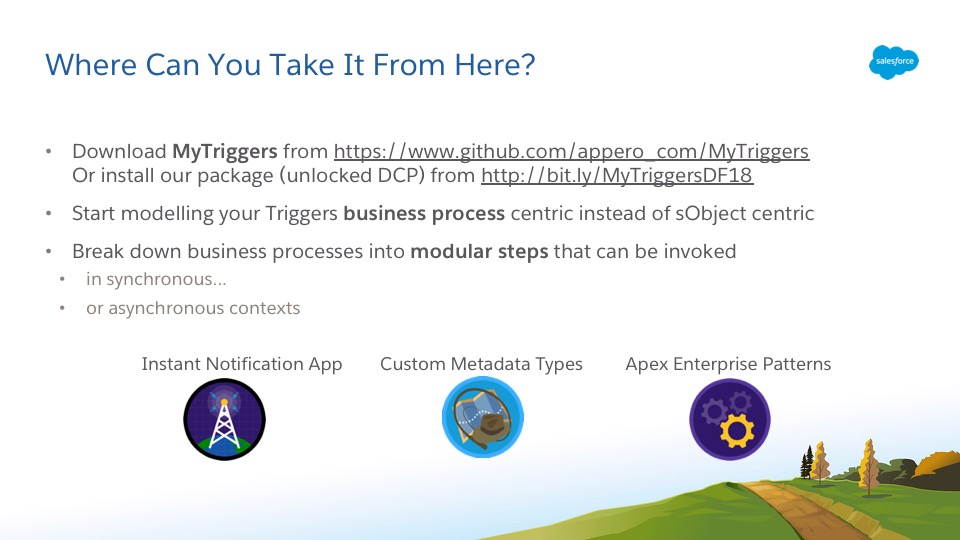 Where Can You Take It From Here?
salesforce
• Download MyTriggers from https://www.github.com/appero_com/MyTriggers
Or install our package (unlocked DCP) from http://bit.ly/MyTriggersDF18
• Start modelling your Triggers business process centric instead of sObject centric
• Break down business processes into modular steps that can be invoked
• in synchronous...
• or asynchronous contexts
Instant Notification App
Custom Metadata Types
Apex Enterprise Patterns